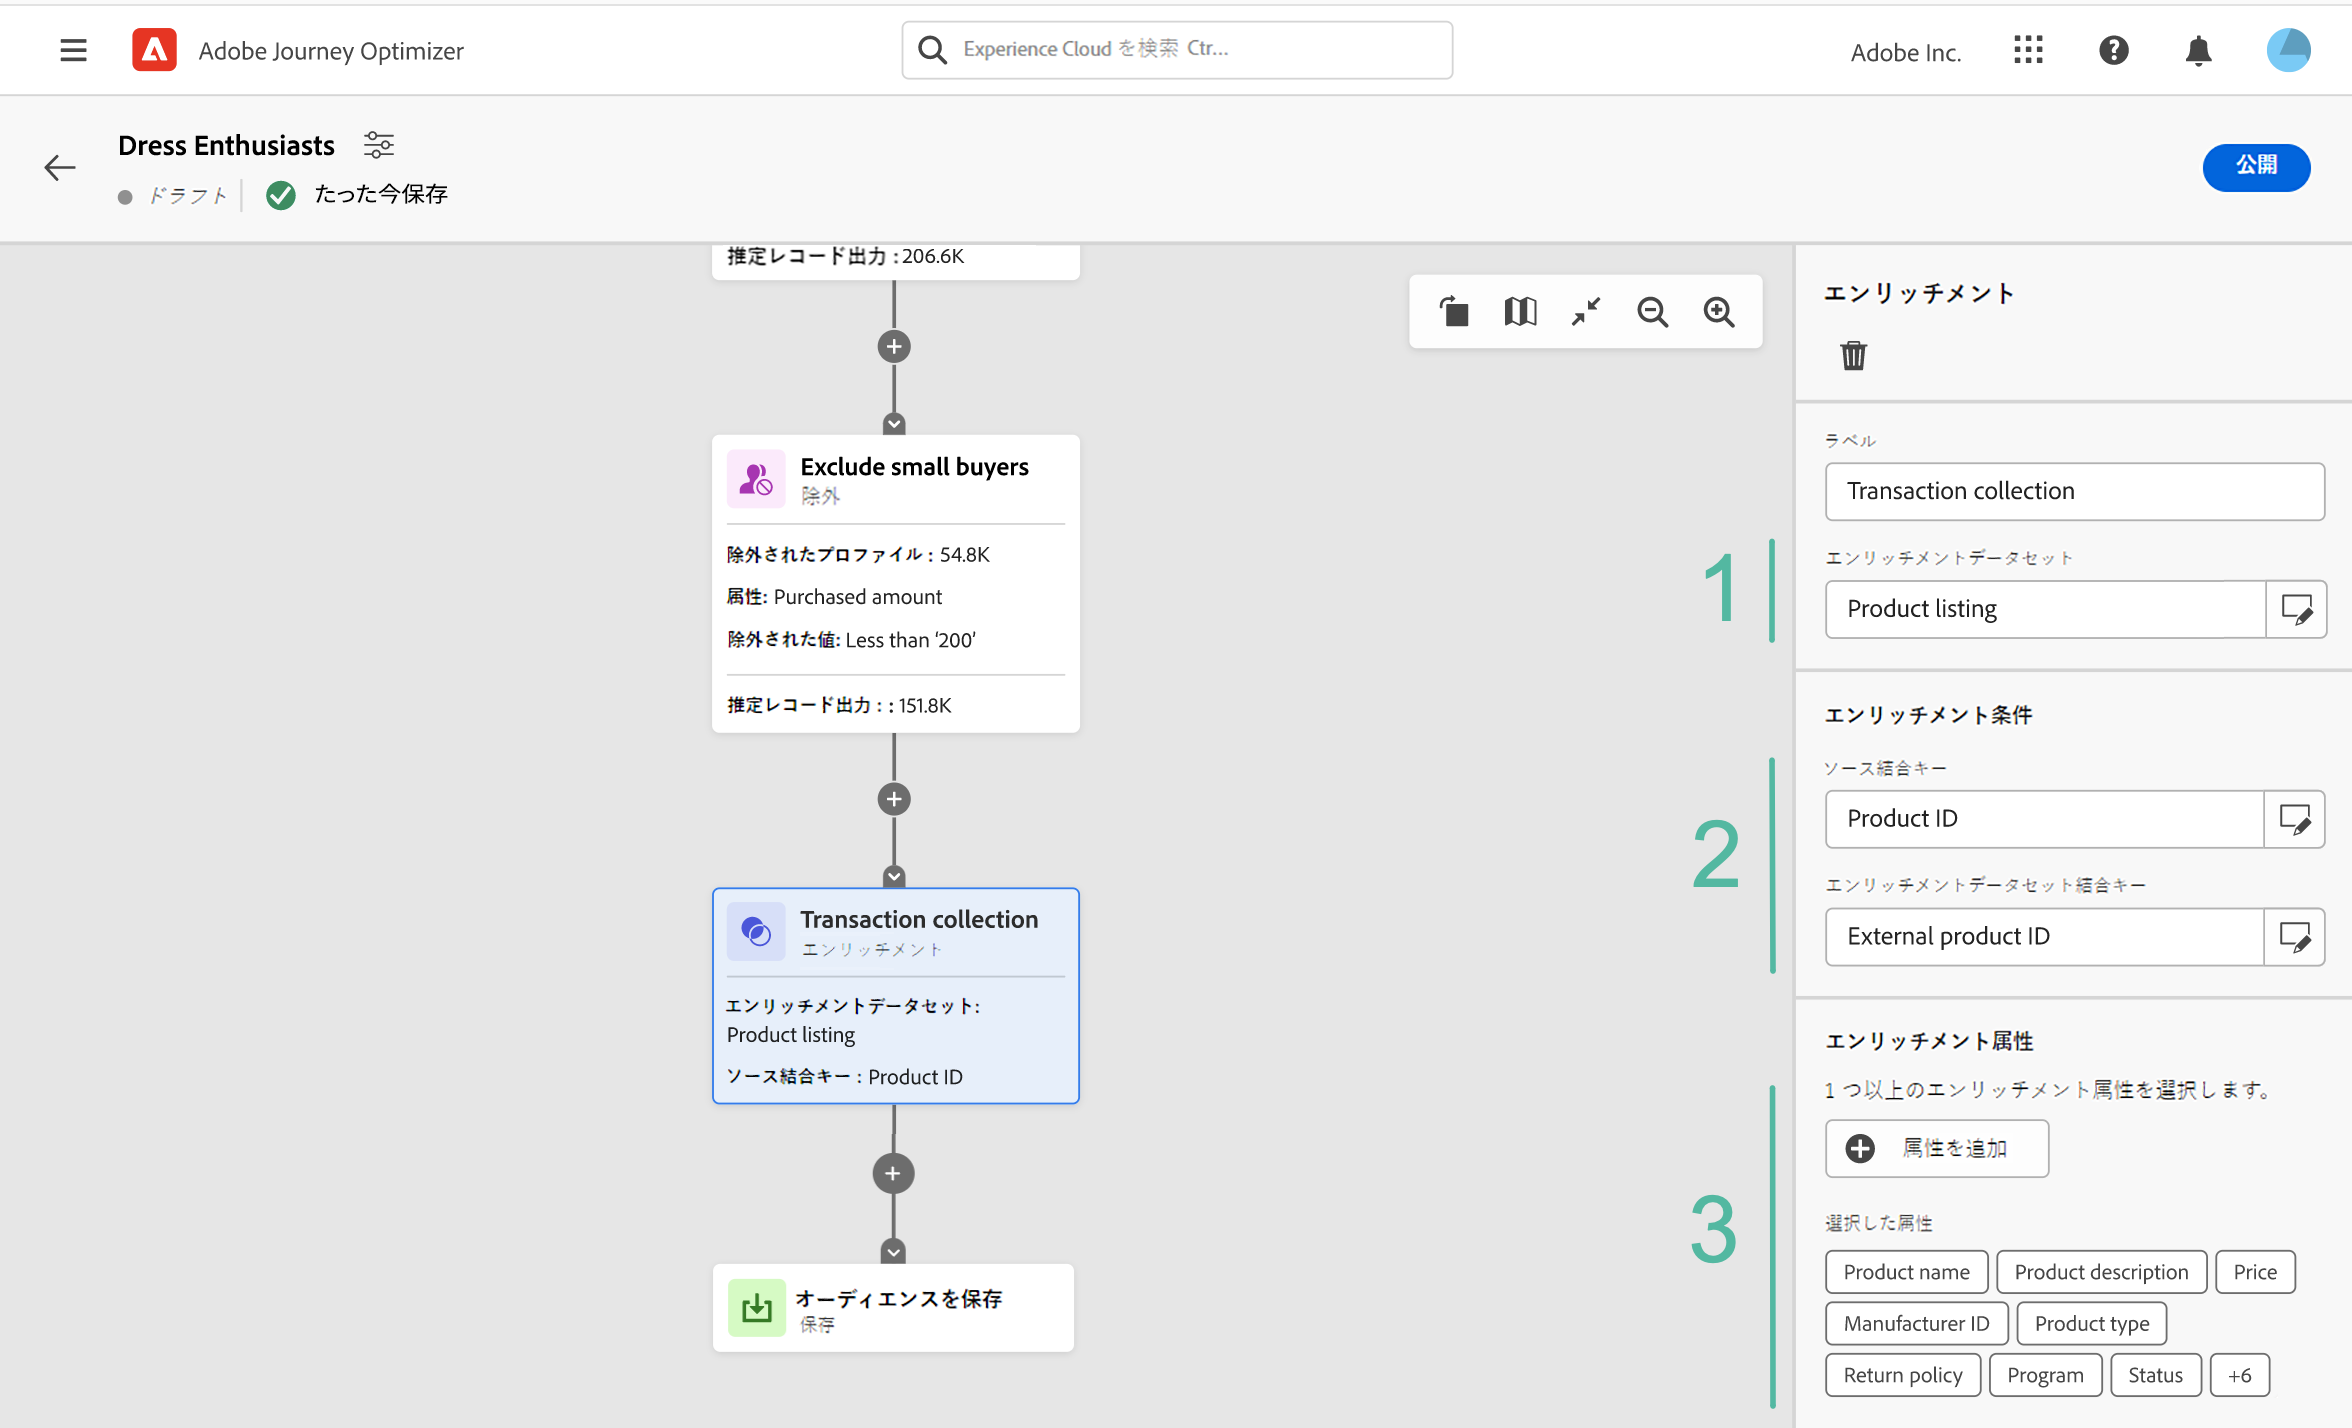 Adobe Journey Optimizer
Experience Cloud を検索 Ctr...
Adobe Inc.
Dress Enthusiasts
ドラフト
たった今保存
公開
推定レコード出力 : 206.6K
Exclude small buyers
除外
除外されたプロファイル : 54.8K
属性: Purchased amount
除外された値: Less than ‘200’
推定レコード出力 : : 151.8K
Transaction collection
エンリッチメント
エンリッチメントデータセット:
Product listing
ソース結合キー : Product ID
オーディエンスを保存
保存
エンリッチメント
ラベル
Transaction collection
1
エンリッチメントデータセット
Product listing
エンリッチメント条件
2
ソース結合キー
Product ID
エンリッチメントデータセット結合キー
External product ID
エンリッチメント属性
1 つ以上のエンリッチメント属性を選択します。
3
属性を追加
選択した属性
Product name Product description Price
Manufacturer ID Product type
Return policy Program Status +6